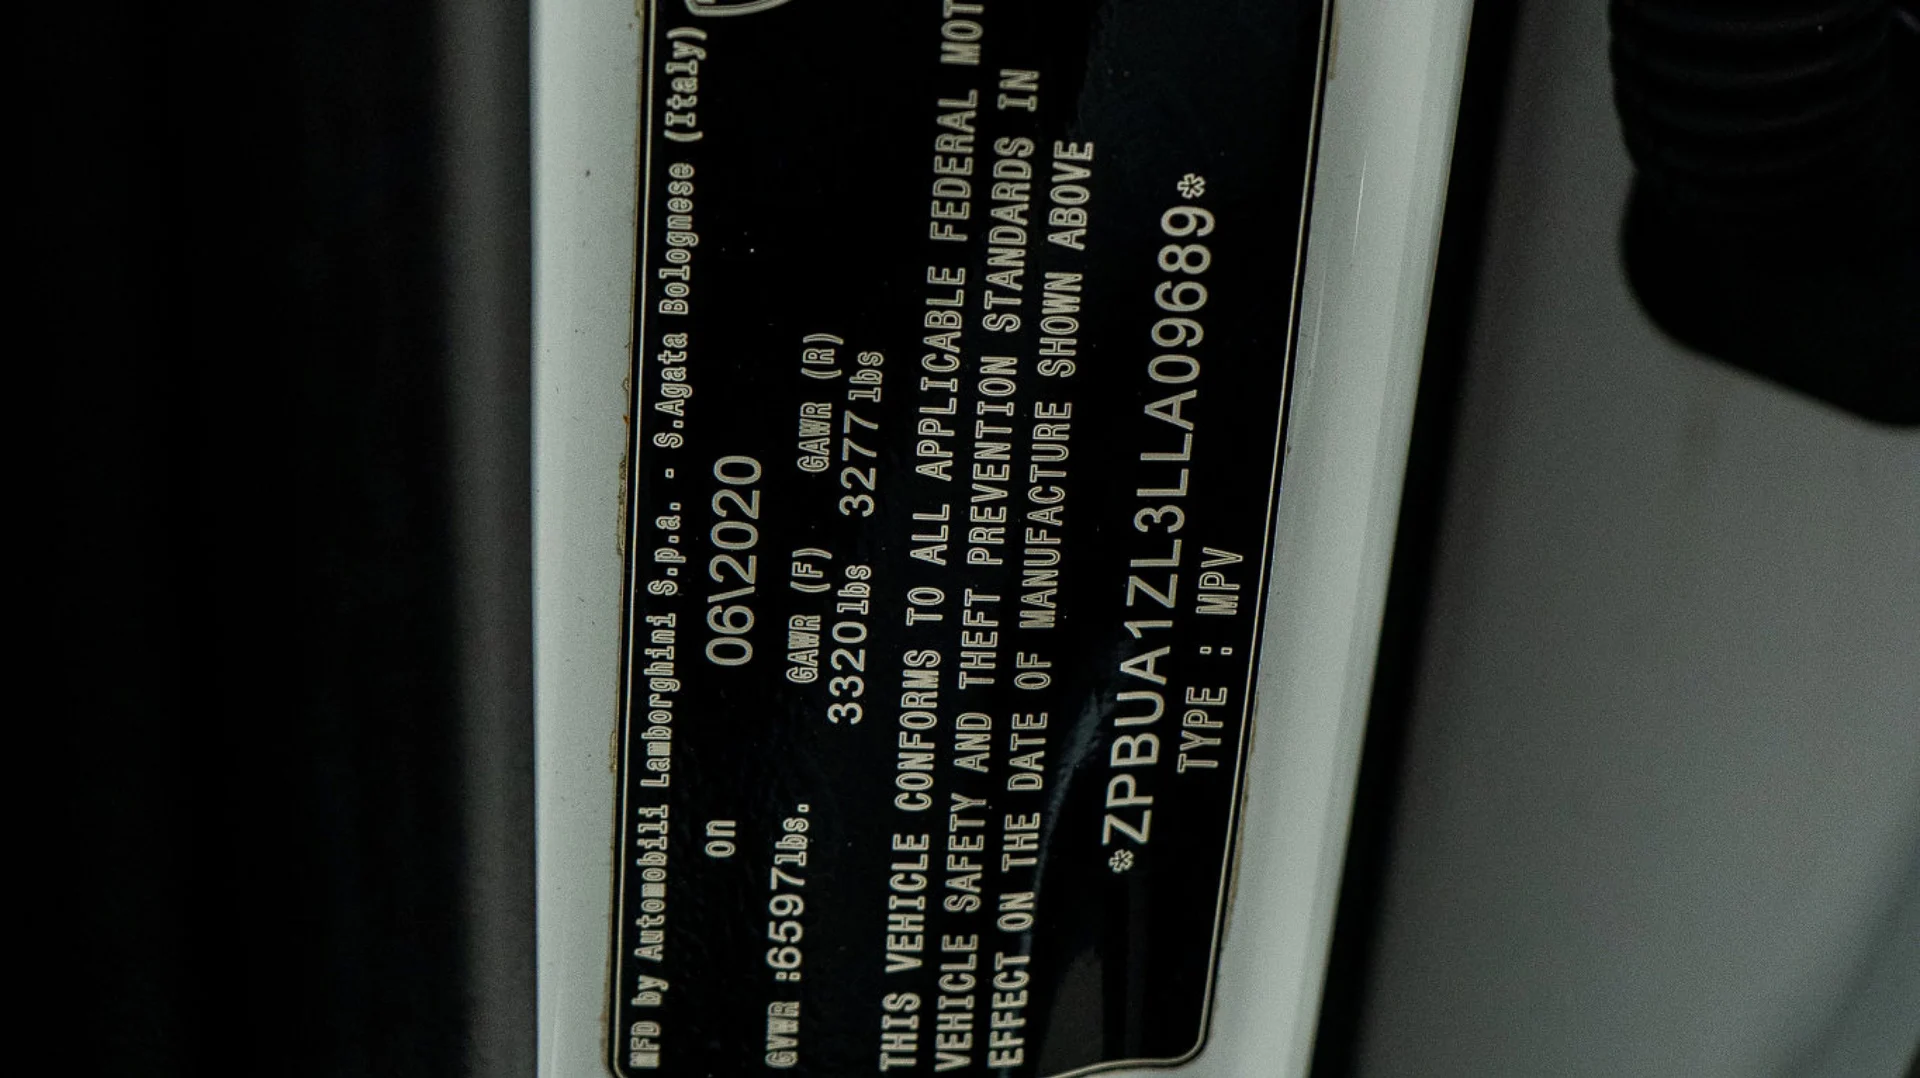 MFD by Automobili Lamborghini S.p.a. - S.Agata Bolognese (Italy)
on 06\2020
GVWR :6597lbs. GAWR (F) GAWR (R)
3320lbs 3277lbs
THIS VEHICLE CONFORMS TO ALL APPLICABLE FEDERAL MOT
VEHICLE SAFETY AND THEFT PREVENTION STANDARDS IN
EFFECT ON THE DATE OF MANUFACTURE SHOWN ABOVE
*ZPBUA1ZL3LLA09689*
TYPE : MPV